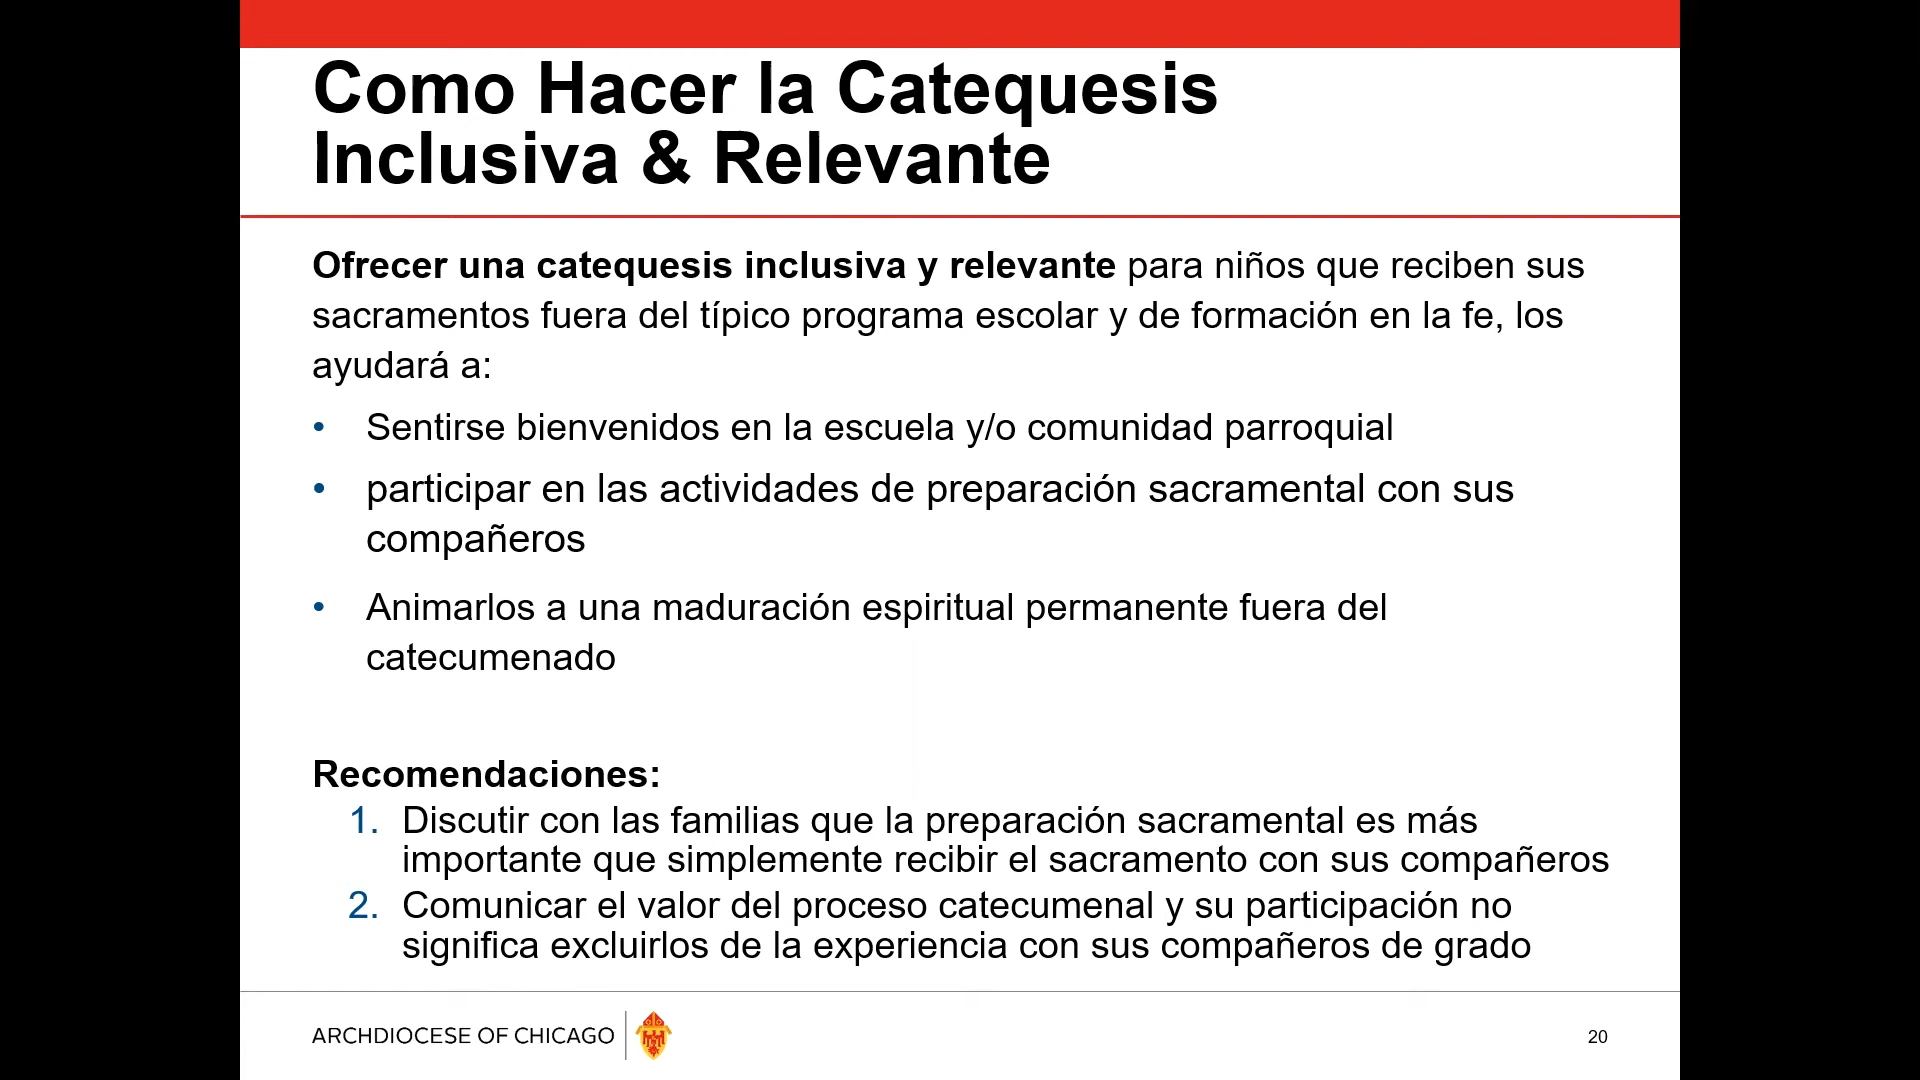 Como Hacer la Catequesis
Inclusiva & Relevante
Ofrecer una catequesis inclusiva y relevante para niños que reciben sus
sacramentos fuera del típico programa escolar y de formación en la fe, los
ayudará a:
• Sentirse bienvenidos en la escuela y/o comunidad parroquial
• participar en las actividades de preparación sacramental con sus
compañeros
• Animarlos a una maduración espiritual permanente fuera del
catecumenado
Recomendaciones:
1. Discutir con las familias que la preparación sacramental es más
importante que simplemente recibir el sacramento con sus compañeros
2. Comunicar el valor del proceso catecumenal y su participación no
significa excluirlos de la experiencia con sus compañeros de grado
ARCHDIOCESE OF CHICAGO
20